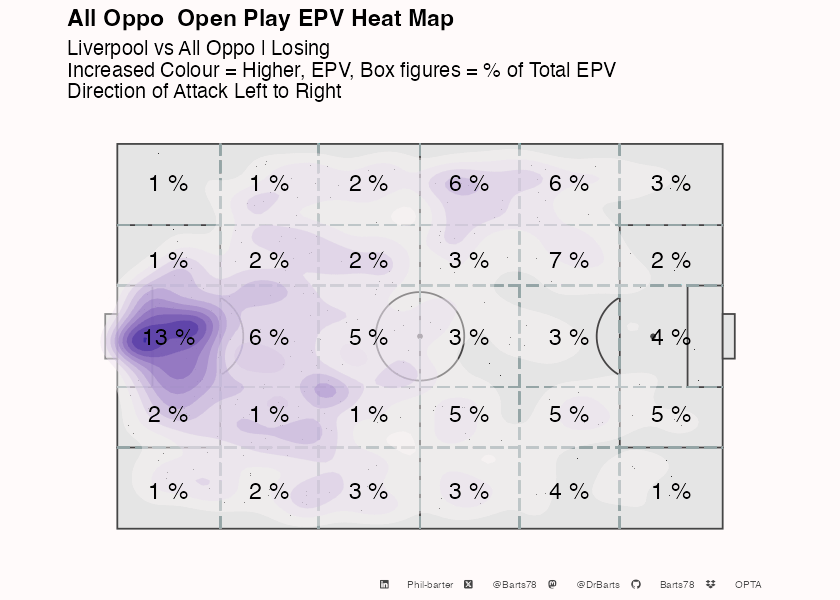 All Oppo  Open Play EPV Heat Map
Liverpool vs All Oppo | Losing
Increased Colour = Higher, EPV, Box figures = % of Total EPV
Direction of Attack Left to Right
1 % 1 % 2 % 6 % 6 % 3 %
1 % 2 % 2 % 3 % 7 % 2 %
13 % 6 % 5 % 3 % 3 % 4 %
2 % 1 % 1 % 5 % 5 % 5 %
1 % 2 % 3 % 3 % 4 % 1 %
Phil-barter @Barts78 @DrBarts Barts78 OPTA